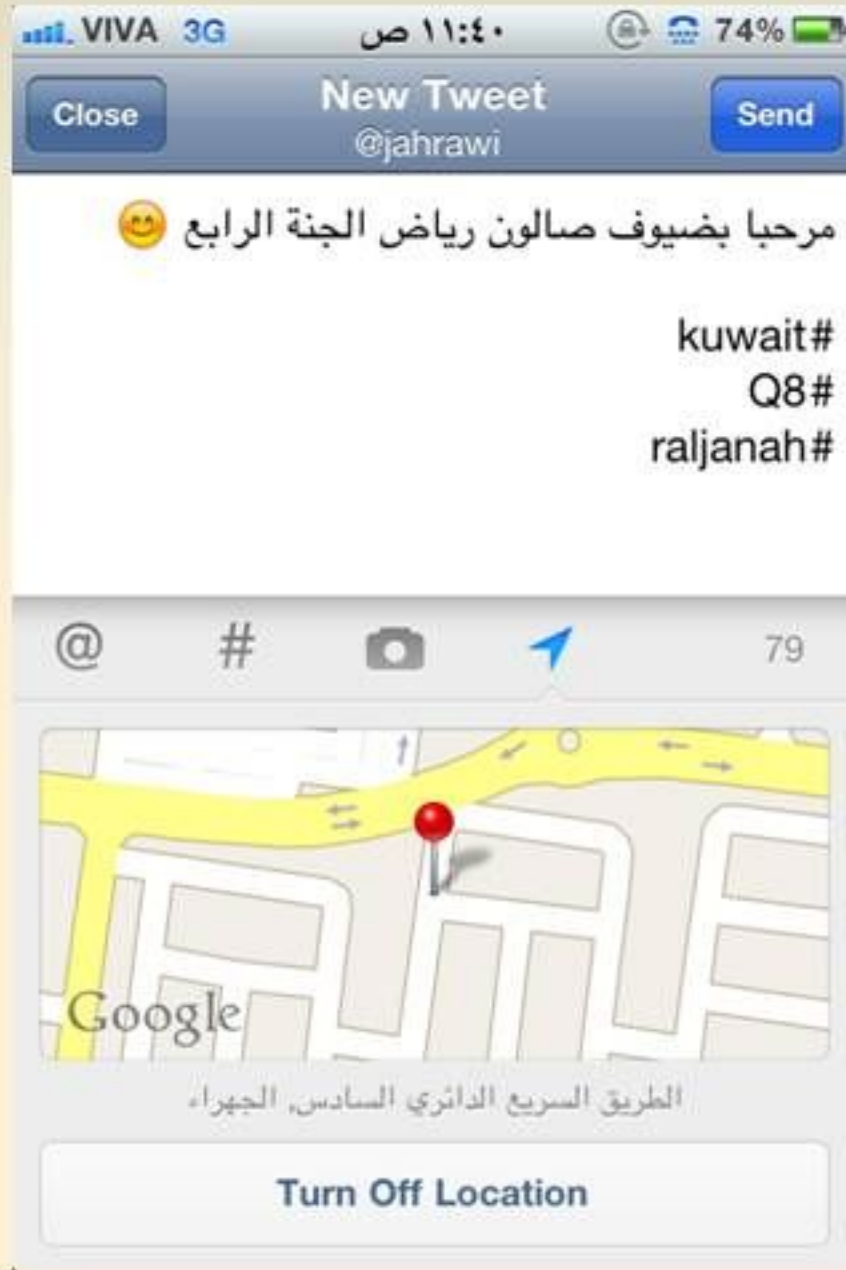 VIVA 3G ١١:٤٠ ص 74%
Close New Tweet Send
@jahrawi
مرحبا بضيوف صالون رياض الجنة الرابع 😊
#kuwait
#Q8
#raljanah
@ # 79
Google
الطريق السريع الدائري السادس, الجهراء
Turn Off Location